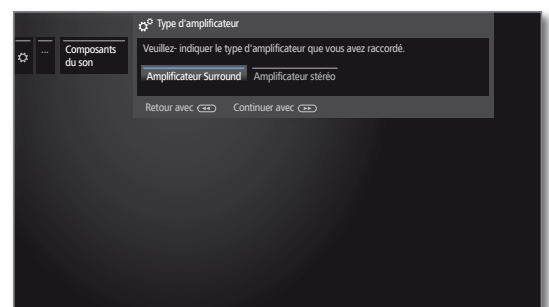 Type d'amplificateur
... Composants du son
Veuillez- indiquer le type d'amplificateur que vous avez raccordé.
Amplificateur Surround Amplificateur stéréo
Retour avec Continuer avec